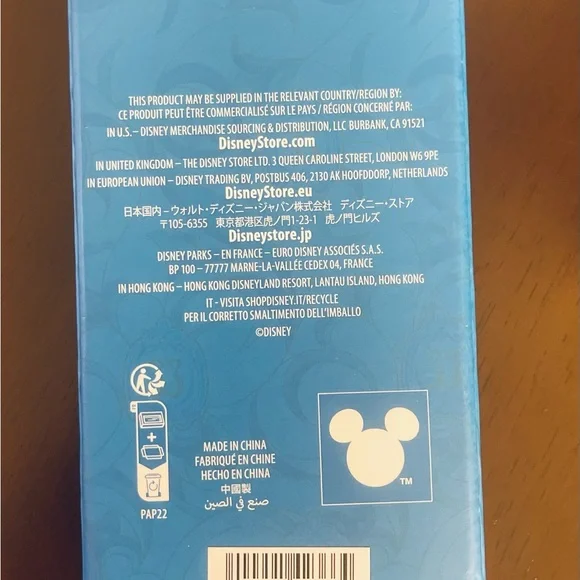 THIS PRODUCT MAY BE SUPPLIED IN THE RELEVANT COUNTRY/REGION BY:
CE PRODUIT PEUT ÊTRE COMMERCIALISÉ SUR LE PAYS / RÉGION CONCERNÉ PAR:
IN U.S. – DISNEY MERCHANDISE SOURCING & DISTRIBUTION, LLC BURBANK, CA 91521
DisneyStore.com
IN UNITED KINGDOM – THE DISNEY STORE LTD. 3 QUEEN CAROLINE STREET, LONDON W6 9PE
IN EUROPEAN UNION – DISNEY TRADING BV, POSTBUS 406, 2130 AK HOOFDDORP, NETHERLANDS
DisneyStore.eu
日本国内 – ウォルト・ディズニー・ジャパン株式会社 ディズニー・ストア
〒105-6355 東京都港区虎ノ門1-23-1 虎ノ門ヒルズ
Disneystore.jp
DISNEY PARKS – EN FRANCE – EURO DISNEY ASSOCIÉS S.A.S.
BP 100 – 77777 MARNE-LA-VALLÉE CEDEX 04, FRANCE
IN HONG KONG – HONG KONG DISNEYLAND RESORT, LANTAU ISLAND, HONG KONG
IT - VISITA SHOPDISNEY.IT/RECYCLE
PER IL CORRETTO SMALTIMENTO DELL'IMBALLO
©DISNEY
MADE IN CHINA
FABRIQUÉ EN CHINE
HECHO EN CHINA
中國製
صنع في الصين
PAP22
TM